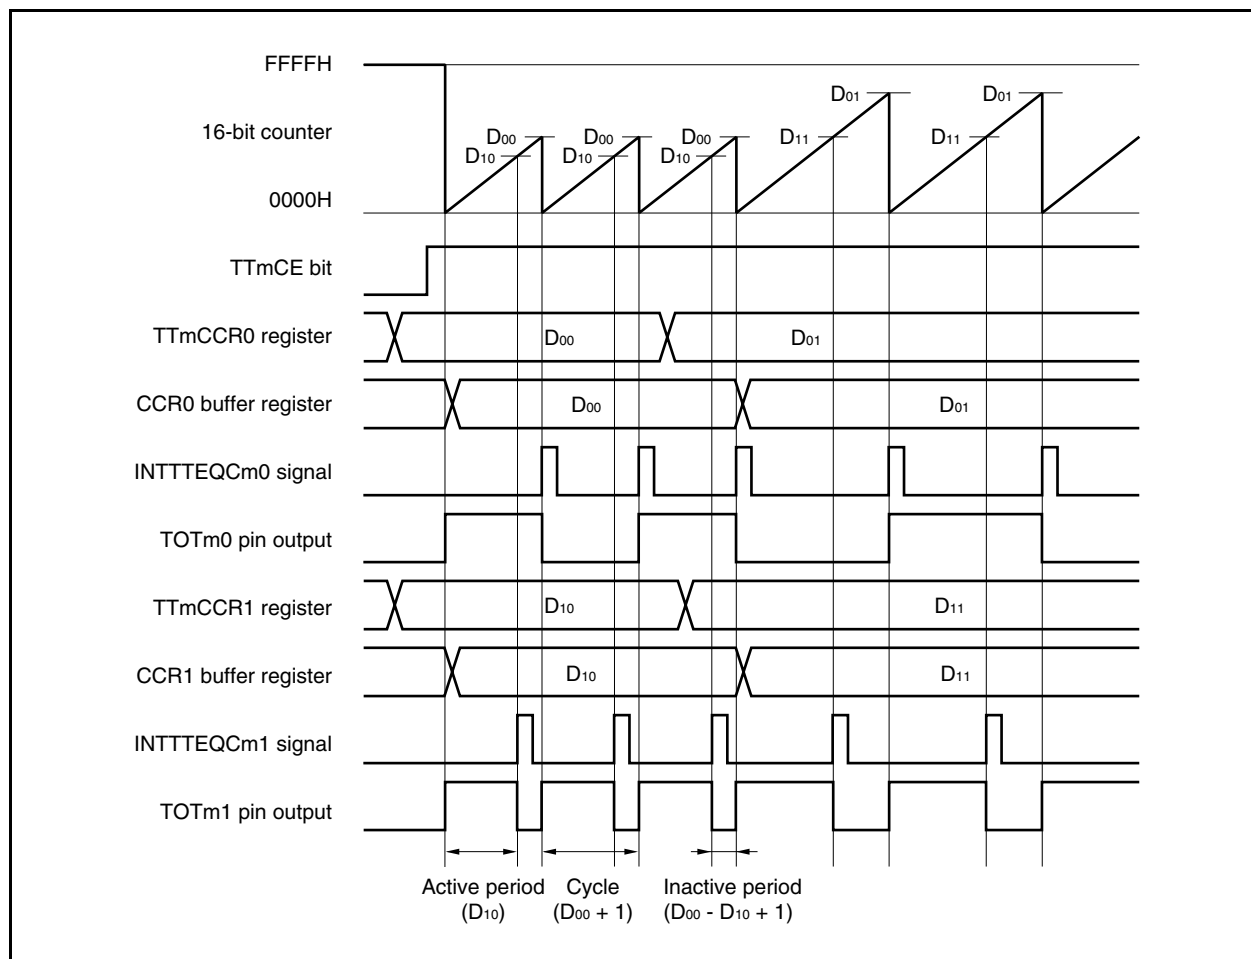 FFFFH
D01 D01
16-bit counter
D00 D00 D00 D11 D11
D10 D10 D10
0000H
TTmCE bit
TTmCCR0 register D00 D01
CCR0 buffer register D00 D01
INTTTEQCm0 signal
TOTm0 pin output
TTmCCR1 register D10 D11
CCR1 buffer register D10 D11
INTTTEQCm1 signal
TOTm1 pin output
Active period Cycle Inactive period
(D10) (D00 + 1) (D00 - D10 + 1)